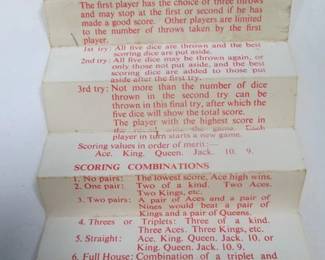 The first player has the choice of three throws
and may stop at the first or second if he has
made a good score. Other players are limited
to the number of throws taken by the first
player.
1st try: All five dice are thrown and the best
scoring dice are put aside.
2nd try: All five dice may be thrown again, or
only those not put aside, and the best
scoring dice are added to those put
aside after the first try.
3rd try: Not more than the number of dice
thrown in the second try can be
thrown in this final try, after which the
five dice will show the total score.
The player with the highest score in
the game. Each
player in turn starts a new game.
Scoring values in order of merit:—
Ace. King. Queen. Jack. 10. 9.
SCORING COMBINATIONS
1. No pairs: The lowest score, Ace high wins.
2. One pair: Two of a kind. Two Aces.
Two Kings, etc.
3. Two pairs: A pair of Aces and a pair of
Nines would beat a pair of
Kings and a pair of Queens.
4. Threes or Triplets: Three of a kind.
Three Aces. Three Kings, etc.
5. Straight: Ace. King. Queen. Jack. 10. or
King. Queen. Jack. 10. 9.
6. Full House: Combination of a triplet and